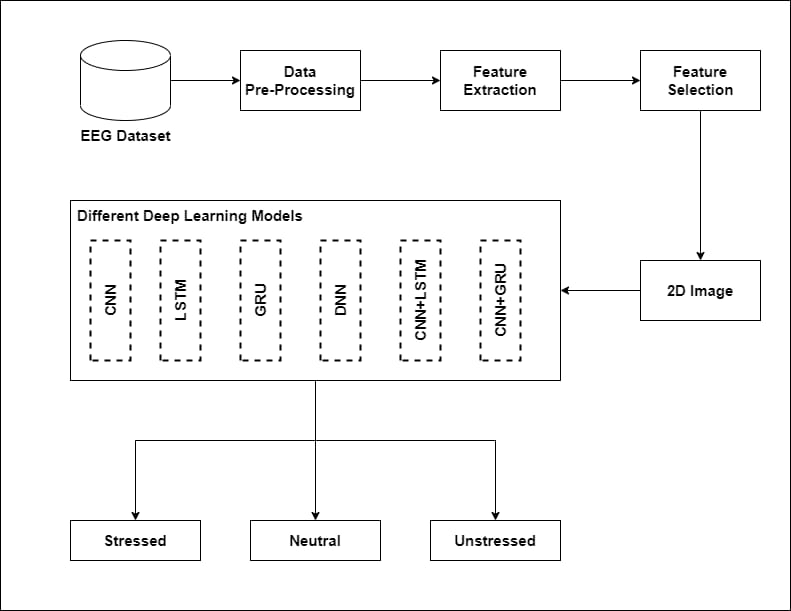 Data
Pre-Processing
Feature
Extraction
Feature
Selection
EEG Dataset
Different Deep Learning Models
CNN
LSTM
GRU
DNN
CNN+LSTM
CNN+GRU
2D Image
Stressed
Neutral
Unstressed